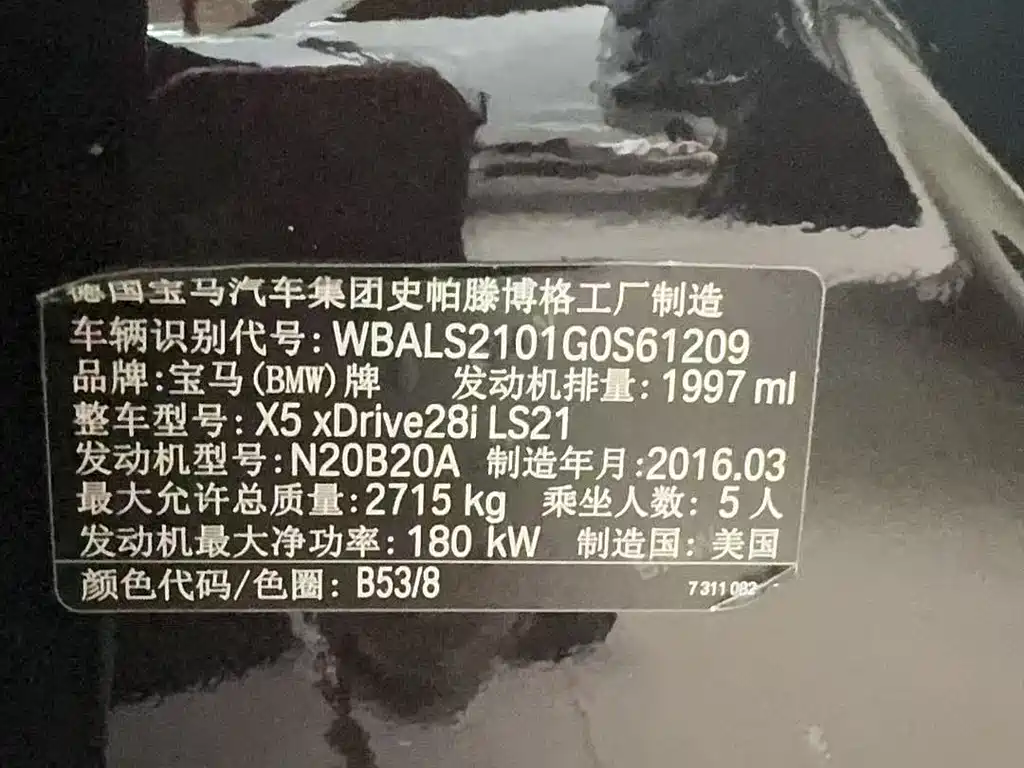 德国宝马汽车集团史帕滕博格工厂制造
车辆识别代号:WBALS2101G0S61209
品牌:宝马(BMW)牌 发动机排量:1997 ml
整车型号:X5 xDrive28i LS21
发动机型号:N20B20A 制造年月:2016.03
最大允许总质量:2715 kg 乘坐人数: 5人
发动机最大净功率: 180 kW 制造国: 美国
颜色代码/色圈: B53/8 7311 082